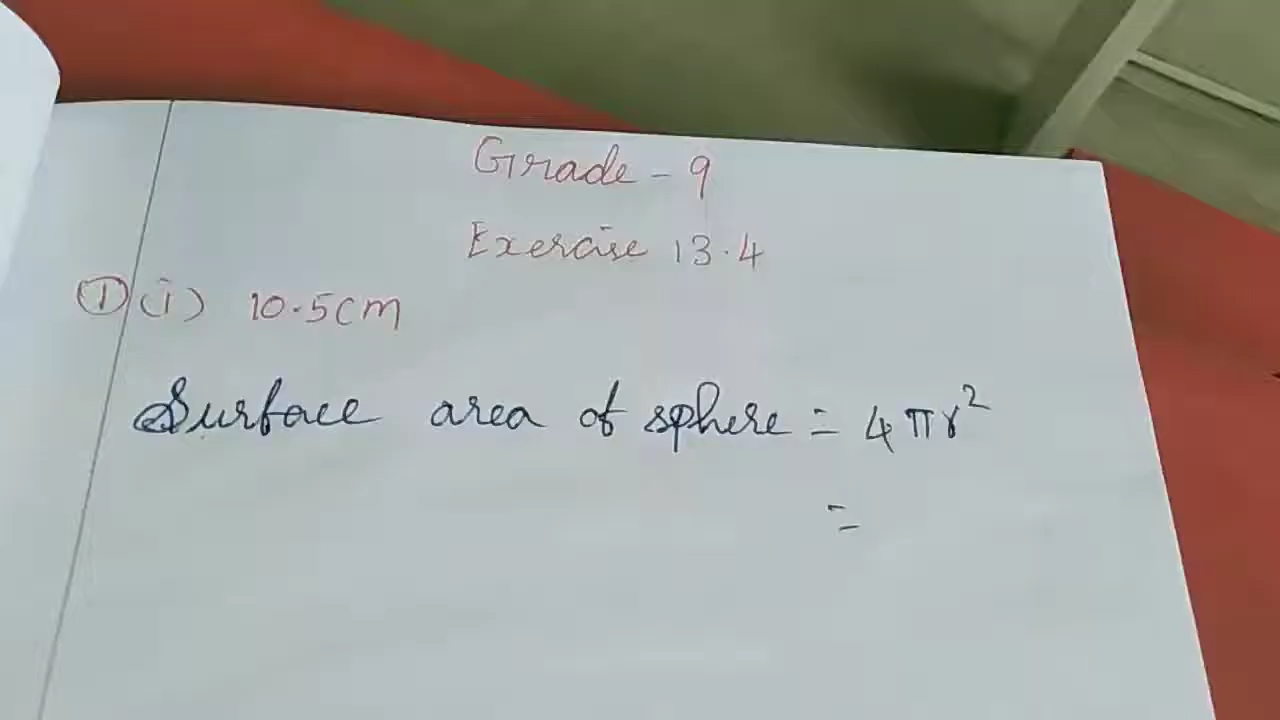 Grade - 9
Exercise 13.4
① (i) 10.5cm
Surface area of sphere = 4πr²
=